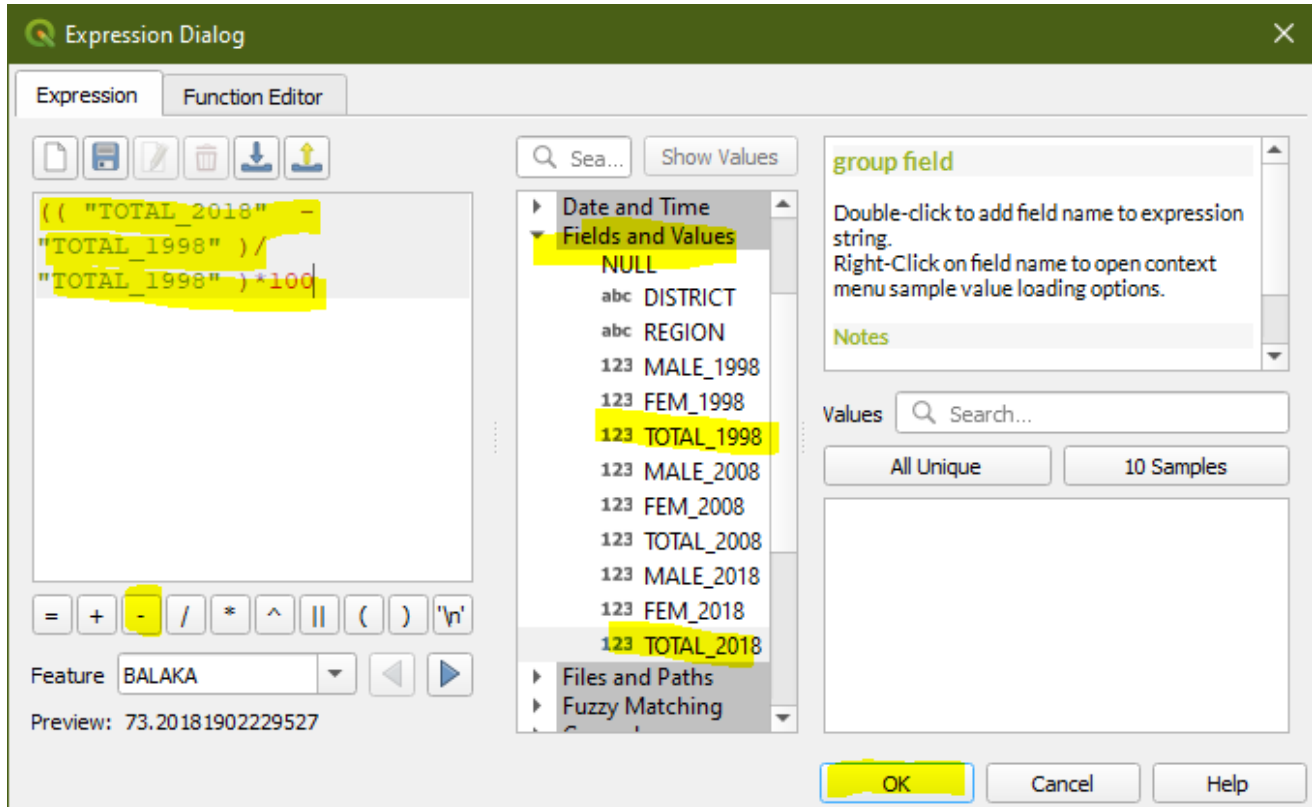 Expression Dialog
Expression
Function Editor
Sea...
Show Values
(( "TOTAL_2018" -
"TOTAL_1998" )/
"TOTAL_1998" )*100
= + - / * ^ || ( ) '\n'
Feature BALAKA
Preview: 73.20181902229527
Date and Time
Fields and Values
NULL
abc DISTRICT
abc REGION
123 MALE_1998
123 FEM_1998
123 TOTAL_1998
123 MALE_2008
123 FEM_2008
123 TOTAL_2008
123 MALE_2018
123 FEM_2018
123 TOTAL_2018
Files and Paths
Fuzzy Matching
group field
Double-click to add field name to expression
string.
Right-Click on field name to open context
menu sample value loading options.
Notes
Values Search...
All Unique
10 Samples
OK
Cancel
Help